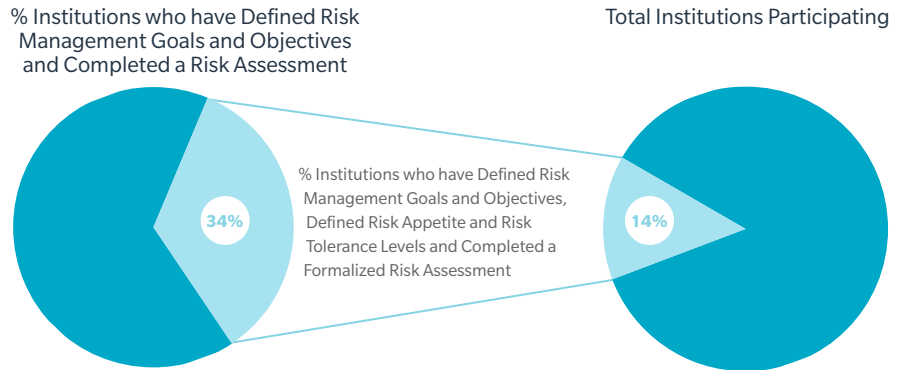 % Institutions who have Defined Risk
Management Goals and Objectives
and Completed a Risk Assessment
Total Institutions Participating
34%
% Institutions who have Defined Risk
Management Goals and Objectives,
Defined Risk Appetite and Risk
Tolerance Levels and Completed a
Formalized Risk Assessment
14%